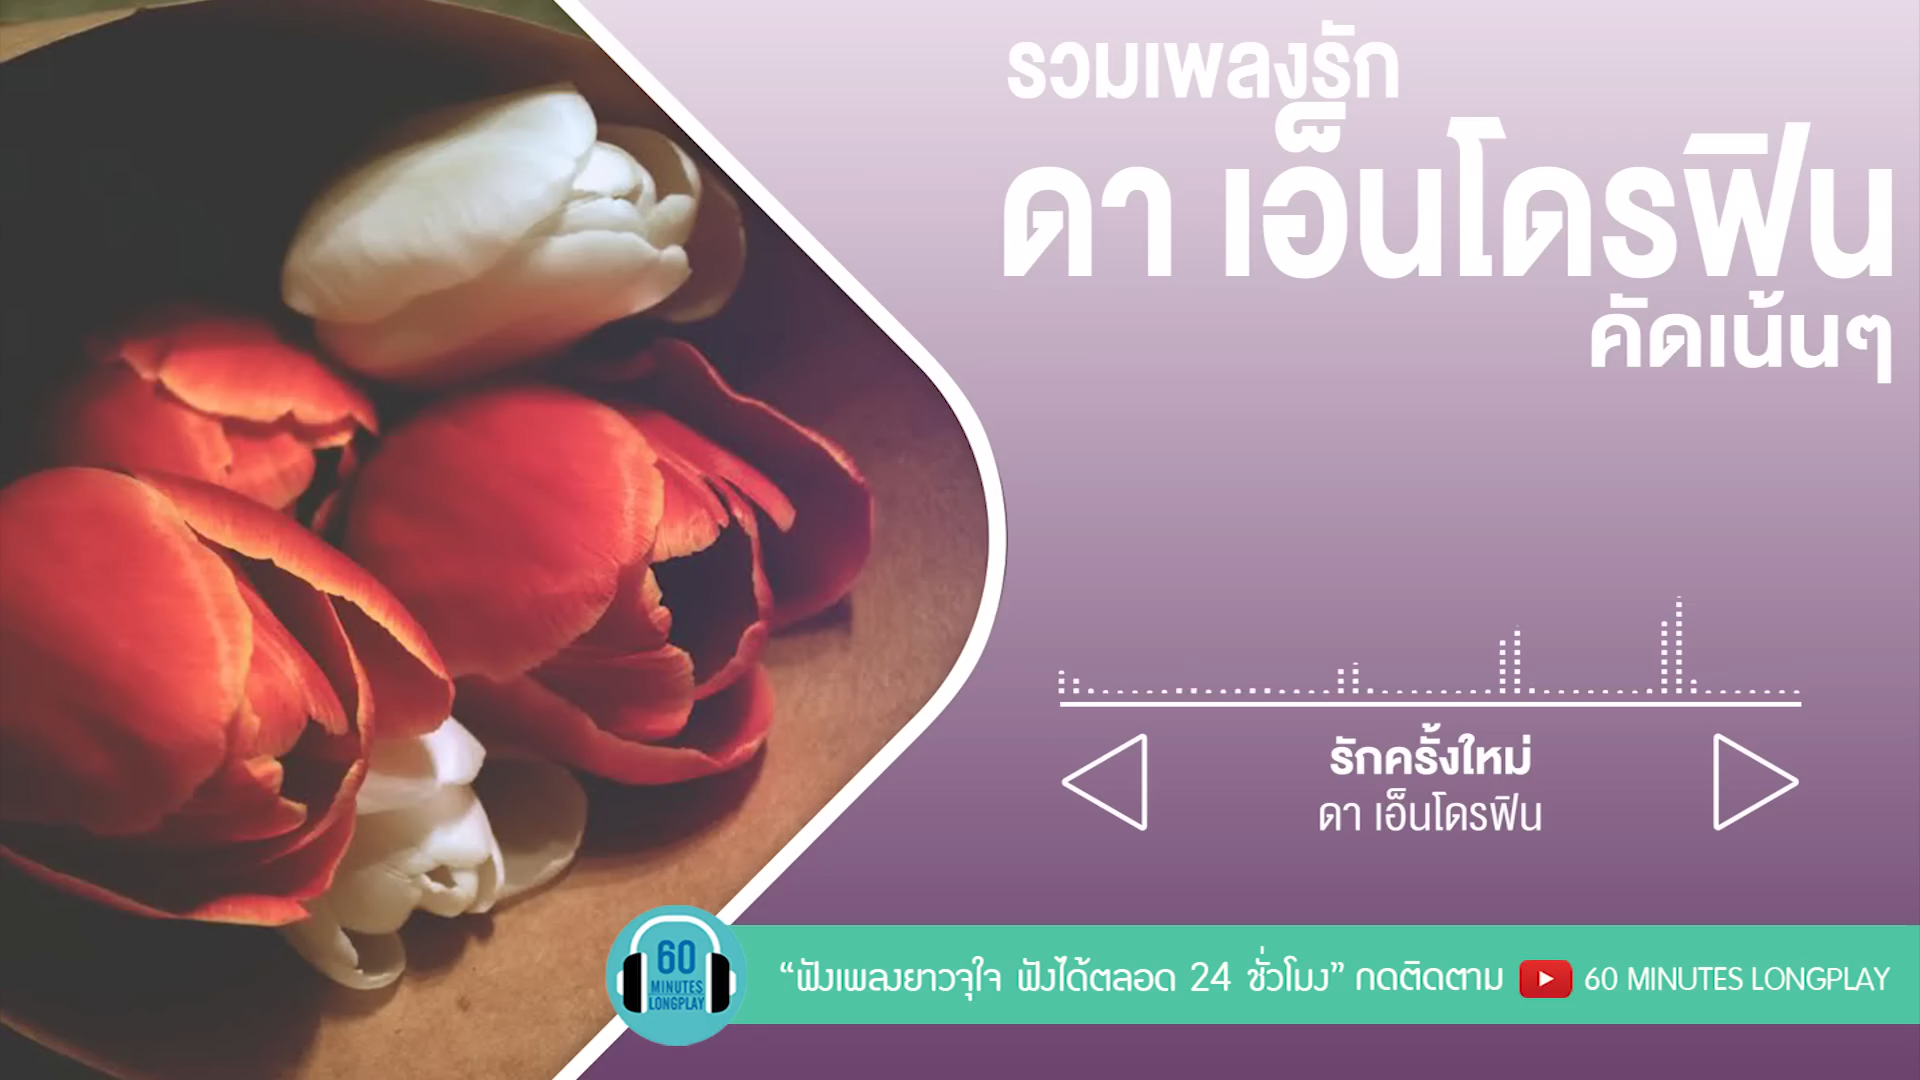 รวมเพลงรัก
ดา เอ็นโดรฟิน
คัดเน้นๆ
รักครั้งใหม่
ดา เอ็นโดรฟิน
60
MINUTES
LONGPLAY
“ฟังเพลงยาวจุใจ ฟังได้ตลอด 24 ชั่วโมง” กดติดตาม 60 MINUTES LONGPLAY